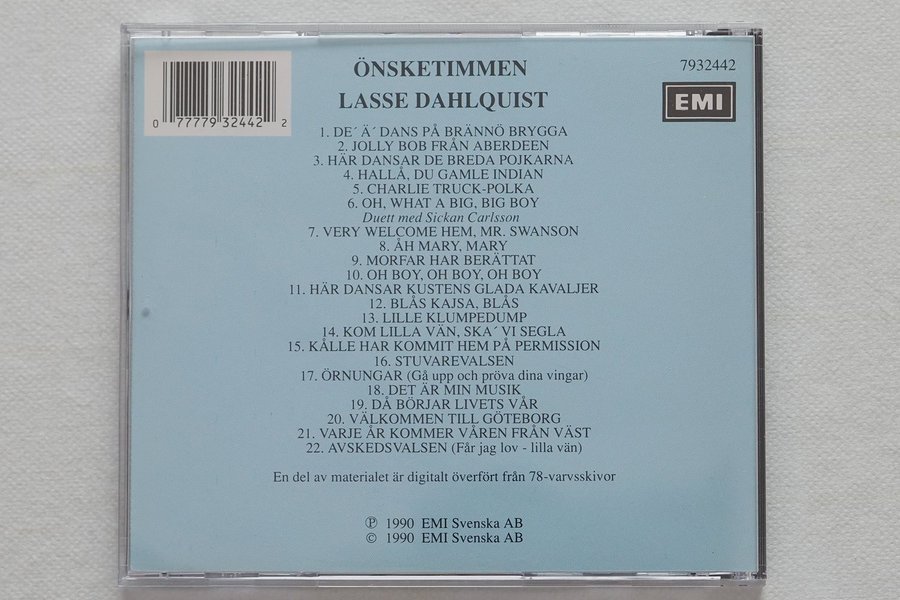 ÖNSKETIMMEN
LASSE DAHLQUIST
7932442
EMI
0 77779 32442 2
1. DE´ Ä´ DANS PÅ BRÄNNÖ BRYGGA
2. JOLLY BOB FRÅN ABERDEEN
3. HÄR DANSAR DE BREDA POJKARNA
4. HALLÅ, DU GAMLE INDIAN
5. CHARLIE TRUCK-POLKA
6. OH, WHAT A BIG, BIG BOY
Duett med Sickan Carlsson
7. VERY WELCOME HEM, MR. SWANSON
8. ÅH MARY, MARY
9. MORFAR HAR BERÄTTAT
10. OH BOY, OH BOY, OH BOY
11. HÄR DANSAR KUSTENS GLADA KAVALJER
12. BLÅS KAJSA, BLÅS
13. LILLE KLUMPEDUMP
14. KOM LILLA VÄN, SKA´ VI SEGLA
15. KÅLLE HAR KOMMIT HEM PÅ PERMISSION
16. STUVAREVALSEN
17. ÖRNUNGAR (Gå upp och pröva dina vingar)
18. DET ÄR MIN MUSIK
19. DÅ BÖRJAR LIVETS VÅR
20. VÄLKOMMEN TILL GÖTEBORG
21. VARJE ÅR KOMMER VÅREN FRÅN VÄST
22. AVSKEDSVALSEN (Får jag lov - lilla vän)
En del av materialet är digitalt överfört från 78-varvsskivor
℗ 1990 EMI Svenska AB
© 1990 EMI Svenska AB